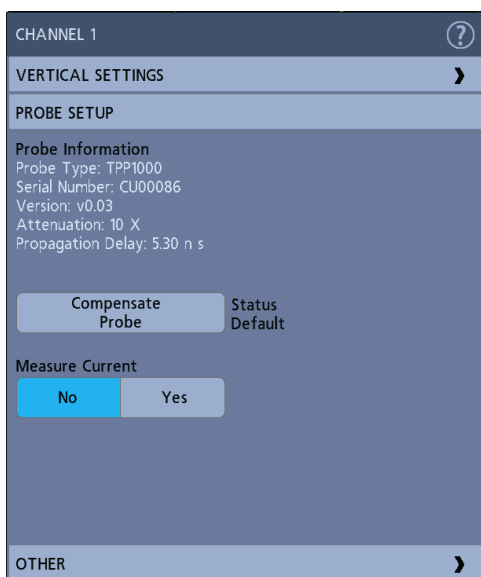 CHANNEL 1
?
VERTICAL SETTINGS
PROBE SETUP
Probe Information
Probe Type: TPP1000
Serial Number: CU00086
Version: v0.03
Attenuation: 10 X
Propagation Delay: 5.30 n s
Compensate
Probe
Status
Default
Measure Current
No
Yes
OTHER